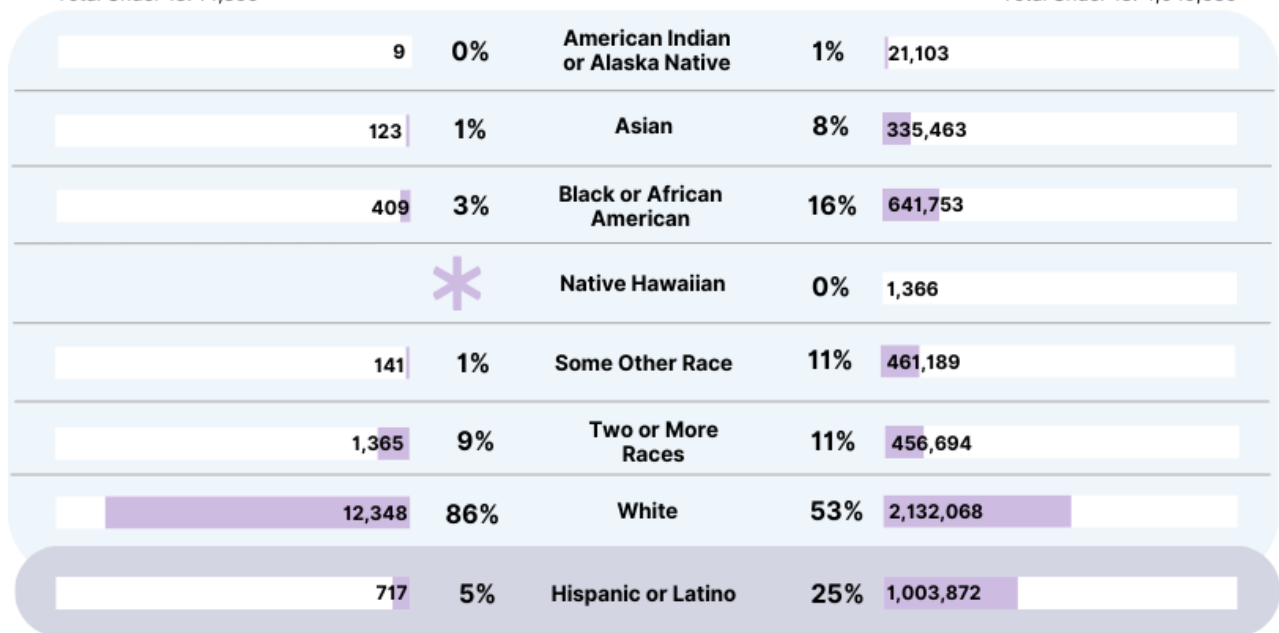 9 0% American Indian or Alaska Native 1% 21,103
123 1% Asian 8% 335,463
409 3% Black or African American 16% 641,753
* Native Hawaiian 0% 1,366
141 1% Some Other Race 11% 461,189
1,365 9% Two or More Races 11% 456,694
12,348 86% White 53% 2,132,068
717 5% Hispanic or Latino 25% 1,003,872